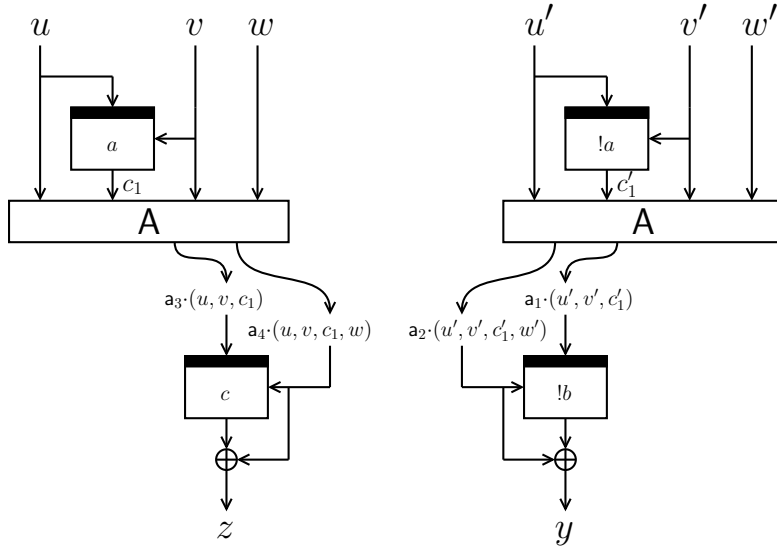 u v w u′ v′ w′
a !a
c₁ c′₁
A A
a₃·(u, v, c₁) a₁·(u′, v′, c′₁)
a₄·(u, v, c₁, w) a₂·(u′, v′, c′₁, w′)
c !b
z y